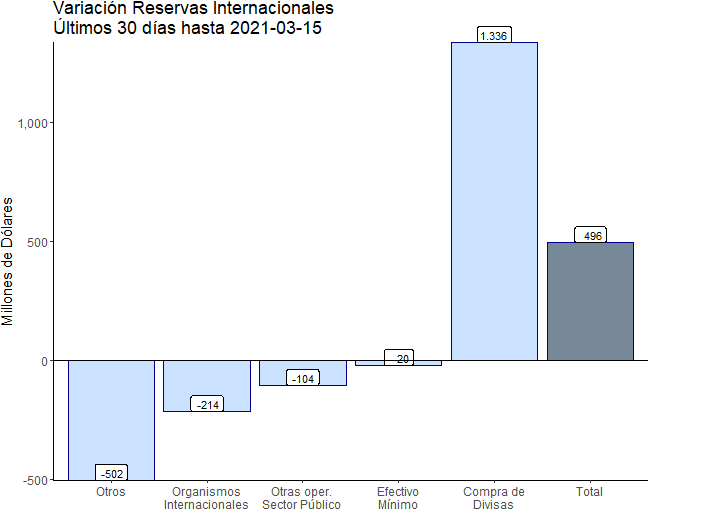 Variación Reservas Internacionales
Últimos 30 días hasta 2021-03-15
Millones de Dólares
1,000
500
0
-500
-502
-214
-104
-20
1.336
496
Otros
Organismos
Internacionales
Otras oper.
Sector Público
Efectivo
Mínimo
Compra de
Divisas
Total